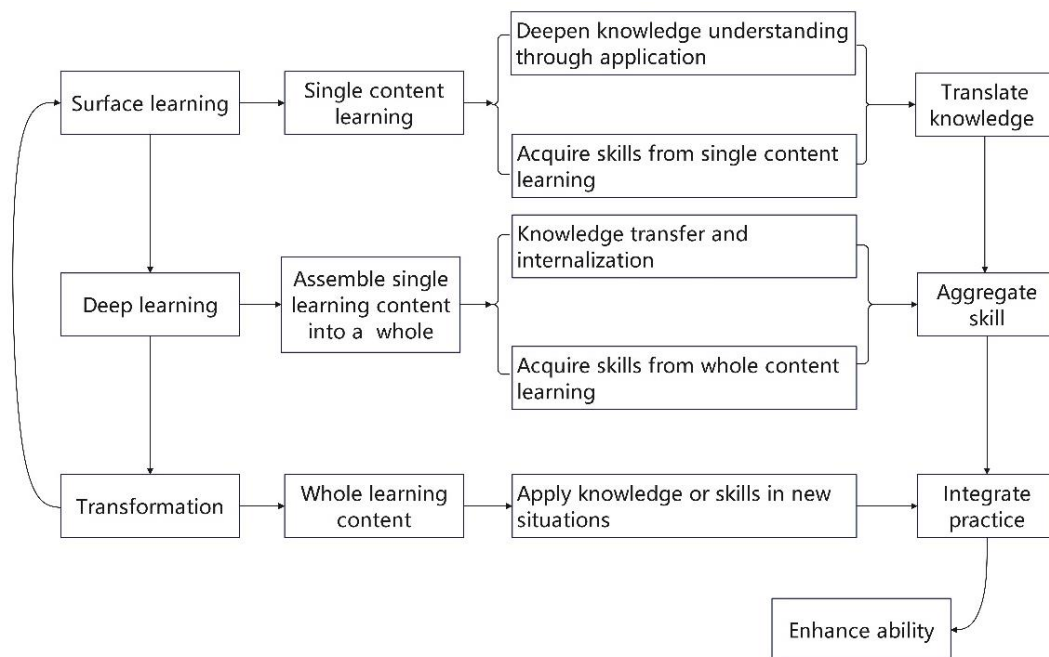 Deepen knowledge understanding
through application
Surface learning
Single content
learning
Translate
knowledge
Acquire skills from single content
learning
Knowledge transfer and
internalization
Deep learning
Assemble single
learning content
into a whole
Aggregate
skill
Acquire skills from whole content
learning
Transformation
Whole learning
content
Apply knowledge or skills in new
situations
Integrate
practice
Enhance ability